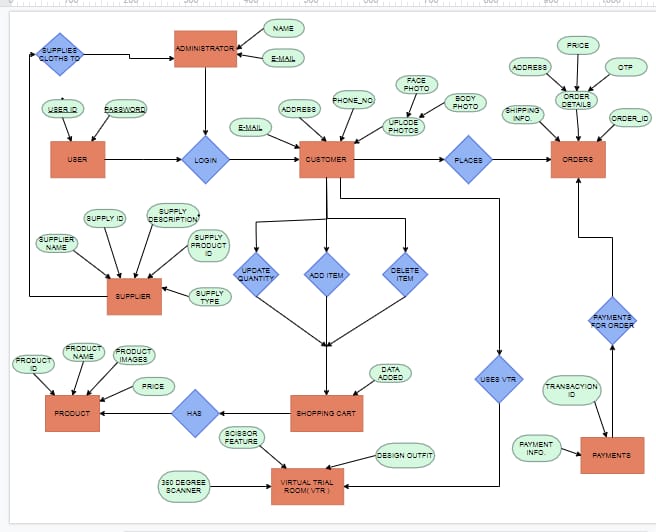 NAME
SUPPLIES
CLOTHS TO
ADMINISTRATOR
E-MAIL
PRICE
ADDRESS
OTP
FACE
PHOTO
ORDER
DETAILS
PHONE_NO.
BODY
PHOTO
USER ID
PASSWORD
ADDRESS
SHIPPING
INFO.
ORDER_ID
E-MAIL
UPLODE
PHOTOS
USER
LOGIN
CUSTOMER
PLACES
ORDERS
SUPPLY ID
SUPPLY
DESCRIPTION
SUPPLIER
NAME
SUPPLY
PRODUCT
ID
UPDATE
QUANTITY
ADD ITEM
DELETE
ITEM
SUPPLIER
SUPPLY
TYPE
PAYMENTS
FOR ORDER
PRODUCT
ID
PRODUCT
NAME
PRODUCT
IMAGES
PRICE
DATA
ADDED
USES VTR
TRANSACYION
ID
PRODUCT
HAS
SHOPPING CART
SCISSOR
FEATURE
PAYMENT
INFO.
PAYMENTS
DESIGN OUTFIT
360 DEGREE
SCANNER
VIRTUAL TRIAL
ROOM( VTR )